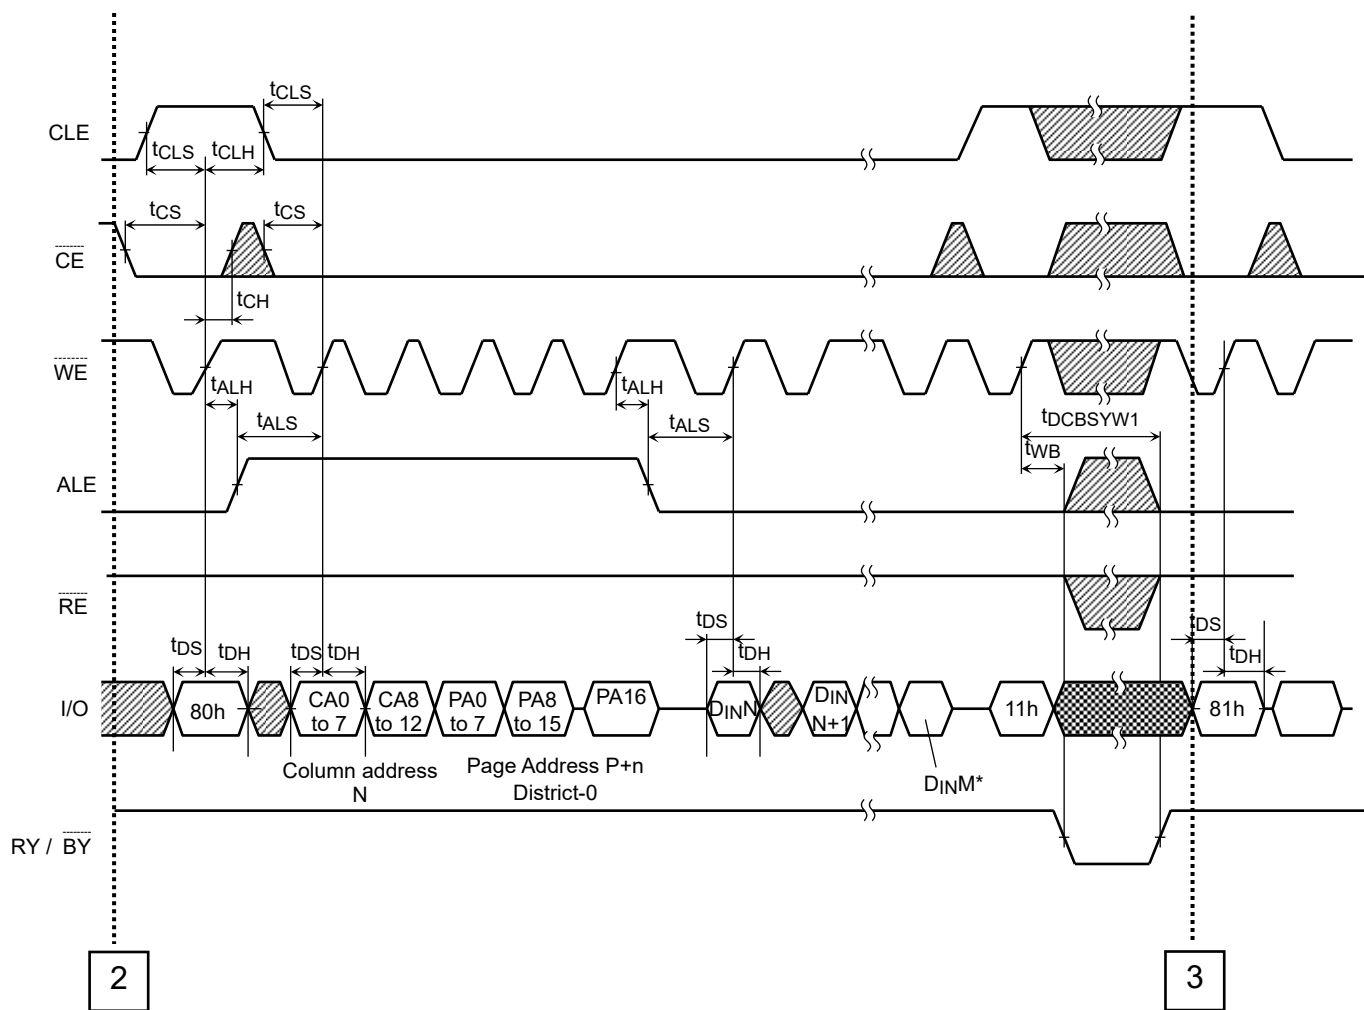 tCLS
CLE
tCLS
tCLH
tCS
tCS
CE
tCH
WE
tALH
tALH
tALS
tALS
tDCBSYW1
tWB
ALE
RE
tDS
tDH
tDS
tDH
tDS
tDH
tDS
tDH
I/O
80h
CA0 to 7
CA8 to 12
PA0 to 7
PA8 to 15
PA16
DINN
DIN N+1
11h
81h
Column address N
Page Address P+n
District-0
DINM*
RY / BY
2
3